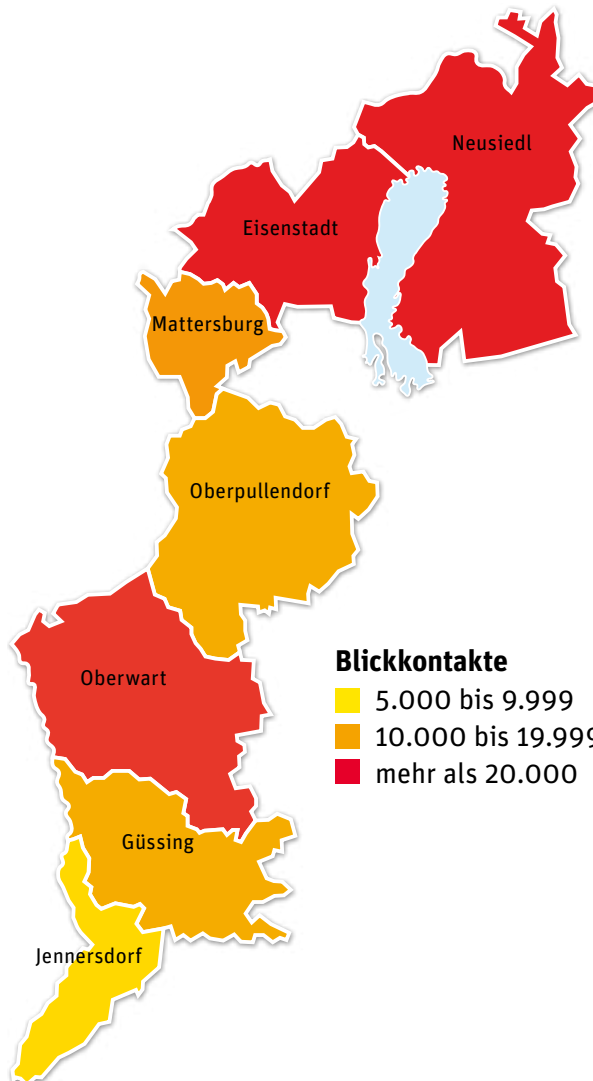 Neusiedl
Eisenstadt
Mattersburg
Oberpullendorf
Oberwart
Blickkontakte
5.000 bis 9.999
10.000 bis 19.999
mehr als 20.000
Güssing
Jennersdorf